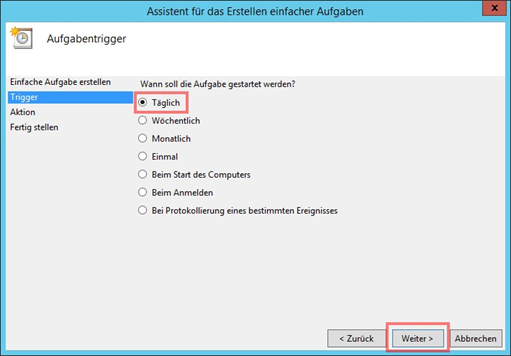 Assistent für das Erstellen einfacher Aufgaben
x
Aufgabentrigger
Einfache Aufgabe erstellen
Trigger
Aktion
Fertig stellen
Wann soll die Aufgabe gestartet werden?
Täglich
Wöchentlich
Monatlich
Einmal
Beim Start des Computers
Beim Anmelden
Bei Protokollierung eines bestimmten Ereignisses
< Zurück Weiter > Abbrechen